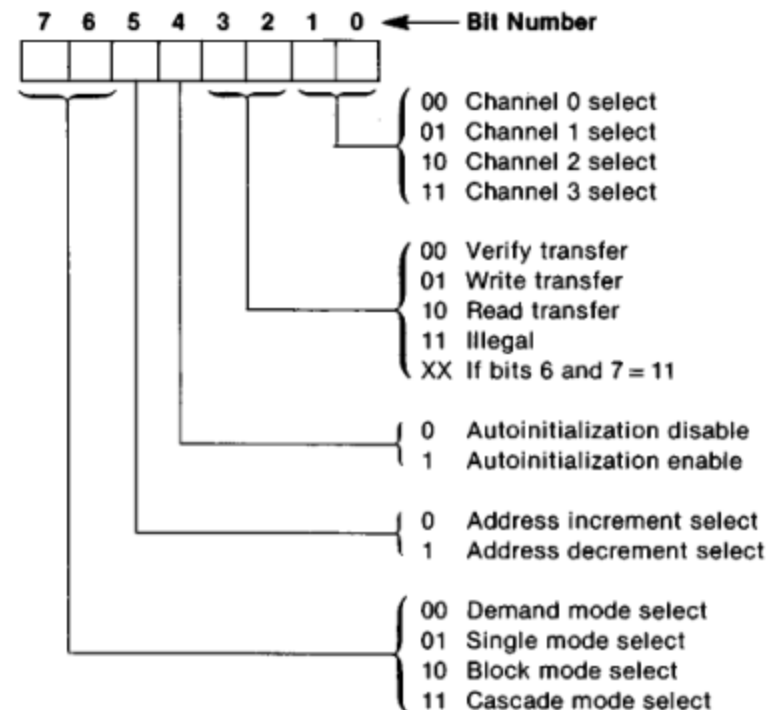 7 6 5 4 3 2 1 0 Bit Number
00 Channel 0 select
01 Channel 1 select
10 Channel 2 select
11 Channel 3 select
00 Verify transfer
01 Write transfer
10 Read transfer
11 Illegal
XX If bits 6 and 7 = 11
0 Autoinitialization disable
1 Autoinitialization enable
0 Address increment select
1 Address decrement select
00 Demand mode select
01 Single mode select
10 Block mode select
11 Cascade mode select